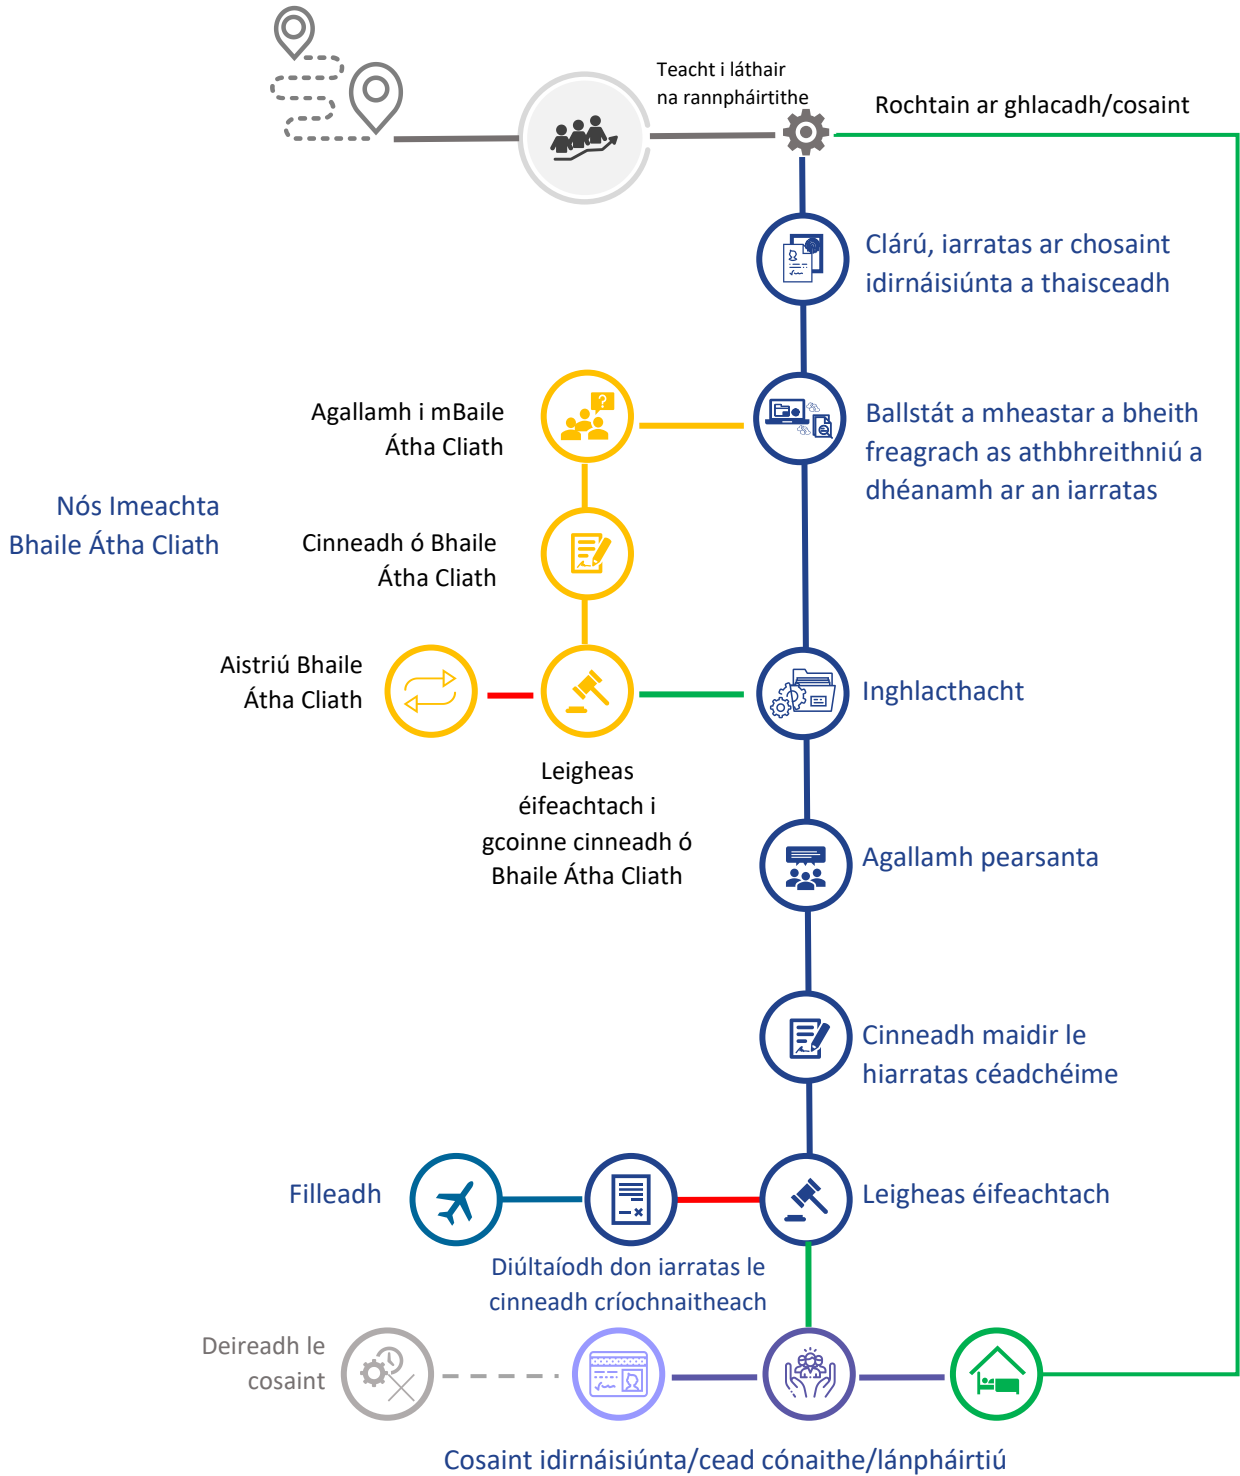 Teacht i láthair
na rannpháirtithe
Rochtain ar ghlacadh/cosaint
Clárú, iarratas ar chosaint
idirnáisiúnta a thaisceadh
Agallamh i mBaile
Átha Cliath
Ballstát a mheastar a bheith
freagrach as athbhreithniú a
dhéanamh ar an iarratas
Nós Imeachta
Bhaile Átha Cliath
Cinneadh ó Bhaile
Átha Cliath
Aistriú Bhaile
Átha Cliath
Inghlacthacht
Leigheas
éifeachtach i
gcoinne cinneadh ó
Bhaile Átha Cliath
Agallamh pearsanta
Cinneadh maidir le
hiarratas céadchéime
Filleadh
Leigheas éifeachtach
Diúltaíodh don iarratas le
cinneadh críochnaitheach
Deireadh le
cosaint
Cosaint idirnáisiúnta/cead cónaithe/lánpháirtiú